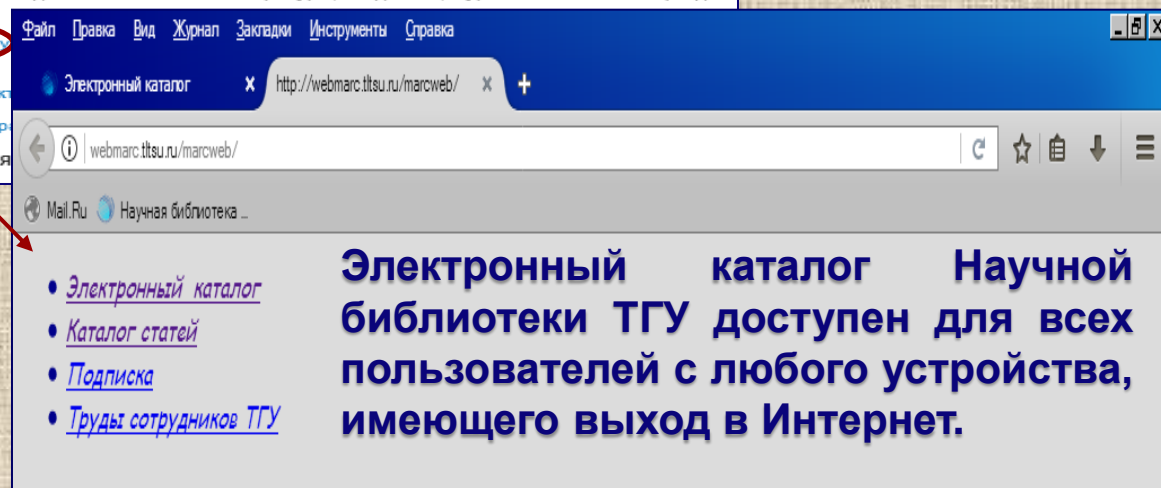 Файл Правка Вид Журнал Закладки Инструменты Справка
Электронный каталог
http://webmarc.tltsu.ru/marcweb/
webmarc.tltsu.ru/marcweb/
Mail.Ru Научная библиотека ...
Электронный каталог
Каталог статей
Подписка
Труды сотрудников ТГУ
Электронный каталог Научной
библиотеки ТГУ доступен для всех
пользователей с любого устройства,
имеющего выход в Интернет.